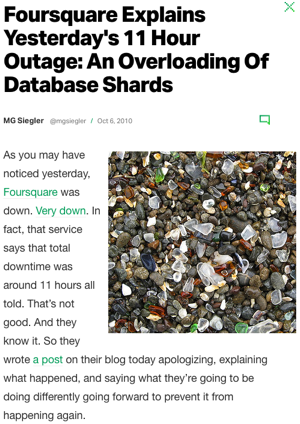 Foursquare Explains
Yesterday's 11 Hour
Outage: An Overloading Of
Database Shards
MG Siegler @mgsiegler / Oct 6, 2010
As you may have
noticed yesterday,
Foursquare was
down. Very down. In
fact, that service
says that total
downtime was
around 11 hours all
told. That’s not
good. And they
know it. So they
wrote a post on their blog today apologizing, explaining
what happened, and saying what they’re going to be
doing differently going forward to prevent it from
happening again.